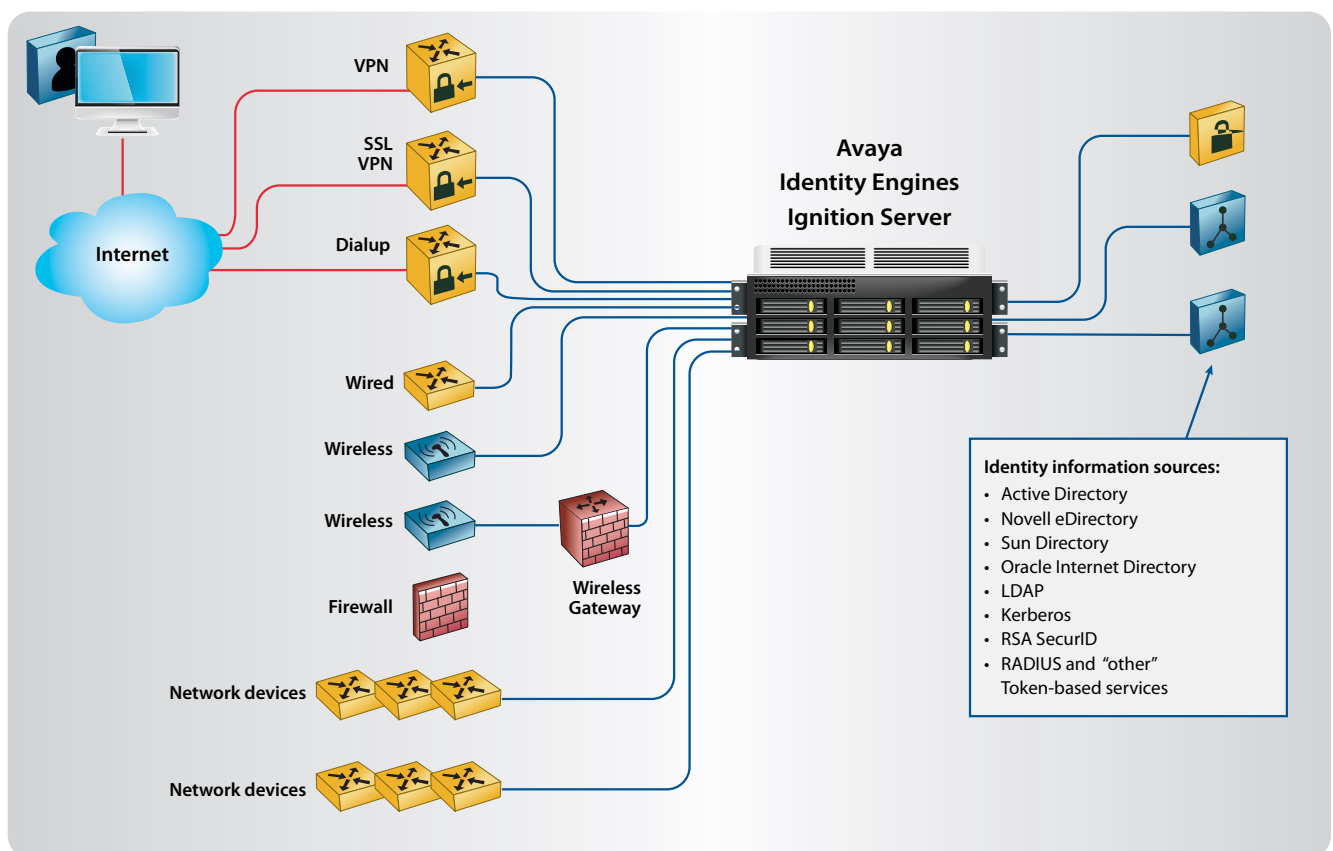 VPN
SSL
VPN
Dialup
Internet
Avaya
Identity Engines
Ignition Server
Wired
Wireless
Wireless
Wireless
Gateway
Firewall
Network devices
Network devices
Identity information sources:
• Active Directory
• Novell eDirectory
• Sun Directory
• Oracle Internet Directory
• LDAP
• Kerberos
• RSA SecurID
• RADIUS and “other”
Token-based services